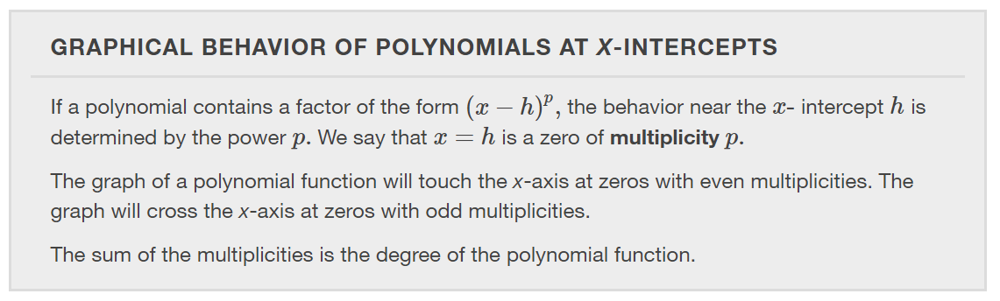 GRAPHICAL BEHAVIOR OF POLYNOMIALS AT X-INTERCEPTS
If a polynomial contains a factor of the form (x − h)^p, the behavior near the x- intercept h is
determined by the power p. We say that x = h is a zero of multiplicity p.
The graph of a polynomial function will touch the x-axis at zeros with even multiplicities. The
graph will cross the x-axis at zeros with odd multiplicities.
The sum of the multiplicities is the degree of the polynomial function.